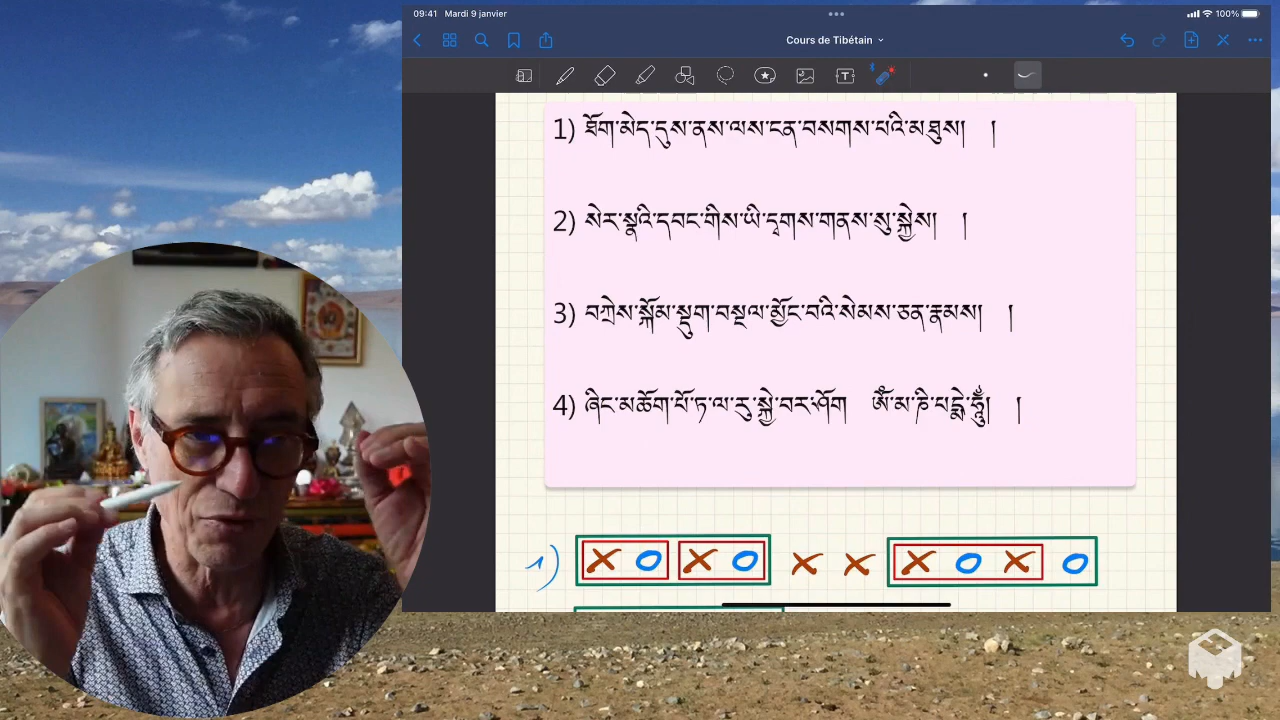 09:41 Mardi 9 janvier
100%
Cours de Tibétain
1) ཐོག་མེད་དུས་ནས་ལས་ངན་བསགས་པའི་མཐུས། །
2) སེར་སྣའི་དབང་གིས་ཡི་དྭགས་གནས་སུ་སྐྱེས། །
3) བཀྲེས་སྐོམ་སྡུག་བསྔལ་མྱོང་བའི་སེམས་ཅན་རྣམས། །
4) ཞིང་མཆོག་པོ་ཏ་ལ་རུ་སྐྱེ་བར་ཤོག ཨོཾ་མ་ཎི་པདྨེ་ཧཱུྃ། །
1) X O X O X X X O X O